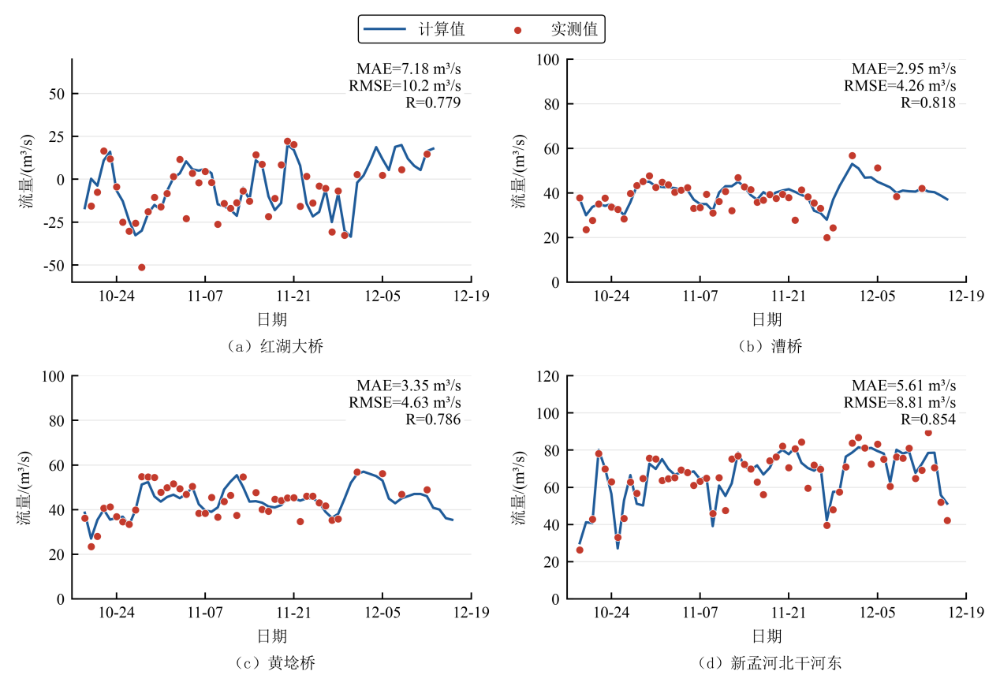 计算值 实测值
MAE=7.18 m³/s
RMSE=10.2 m³/s
R=0.779
流量/(m³/s)
50
25
0
-25
-50
10-24 11-07 11-21 12-05 12-19
日期
（a）红湖大桥
MAE=2.95 m³/s
RMSE=4.26 m³/s
R=0.818
流量/(m³/s)
100
80
60
40
20
0
10-24 11-07 11-21 12-05 12-19
日期
（b）漕桥
MAE=3.35 m³/s
RMSE=4.63 m³/s
R=0.786
流量/(m³/s)
100
80
60
40
20
0
10-24 11-07 11-21 12-05 12-19
日期
（c）黄埝桥
MAE=5.61 m³/s
RMSE=8.81 m³/s
R=0.854
流量/(m³/s)
120
100
80
60
40
20
0
10-24 11-07 11-21 12-05 12-19
日期
（d）新孟河北干河东